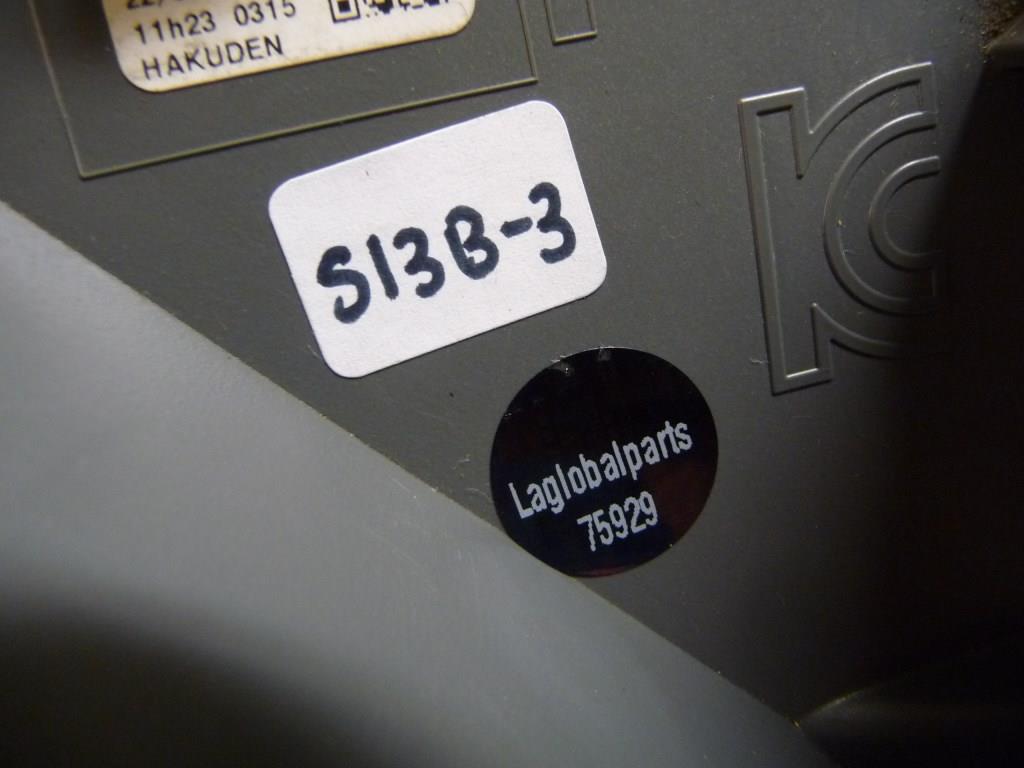 11h23 0315
HAKUDEN
S13B-3
Laglobalparts
75929